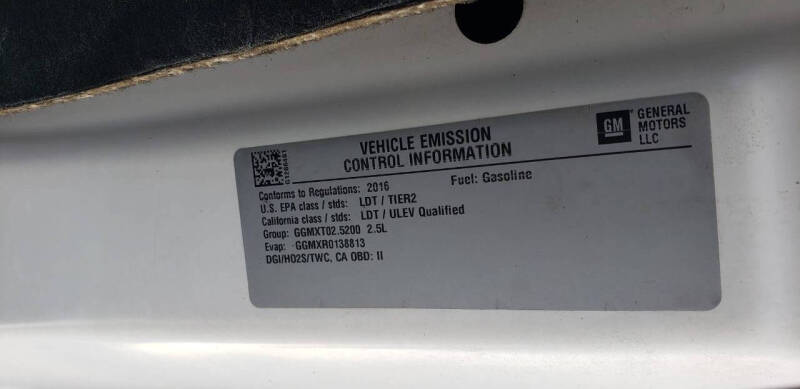 VEHICLE EMISSION
CONTROL INFORMATION
GM
GENERAL
MOTORS
LLC
Conforms to Regulations: 2016 Fuel: Gasoline
U.S. EPA class / stds: LDT / TIER2
California class / stds: LDT / ULEV Qualified
Group: GGMXT02.5200 2.5L
Evap: GGMXR0138813
DGI/HO2S/TWC, CA OBD: II